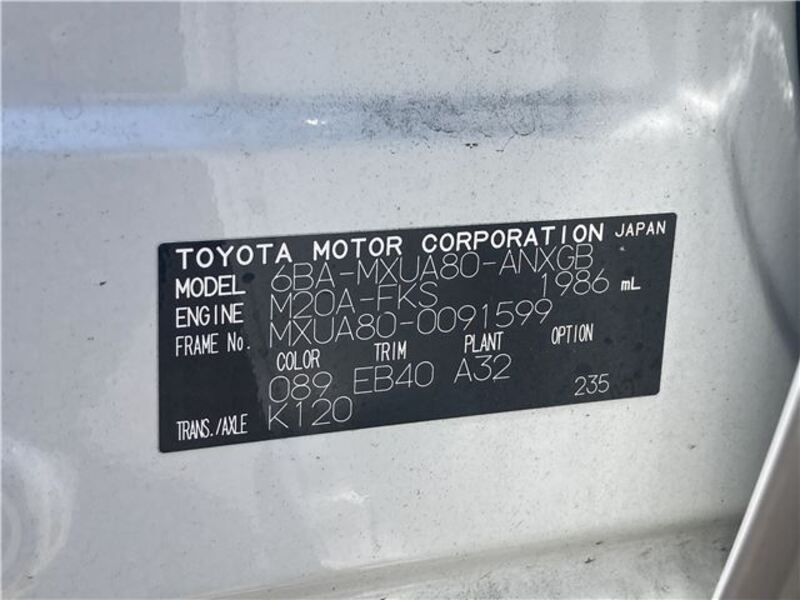 TOYOTA MOTOR CORPORATION JAPAN
MODEL 6BA-MXUA80-ANXGB
ENGINE M20A-FKS 1986 mL
FRAME No. MXUA80-0091599
COLOR TRIM PLANT OPTION
089 EB40 A32 235
TRANS./AXLE K120